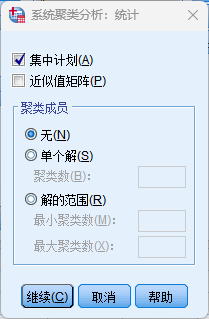 系统聚类分析：统计
集中计划(A)
近似值矩阵(P)
聚类成员
无(N)
单个解(S)
聚类数(B):
解的范围(R)
最小聚类数(M):
最大聚类数(X):
继续(C) 取消 帮助